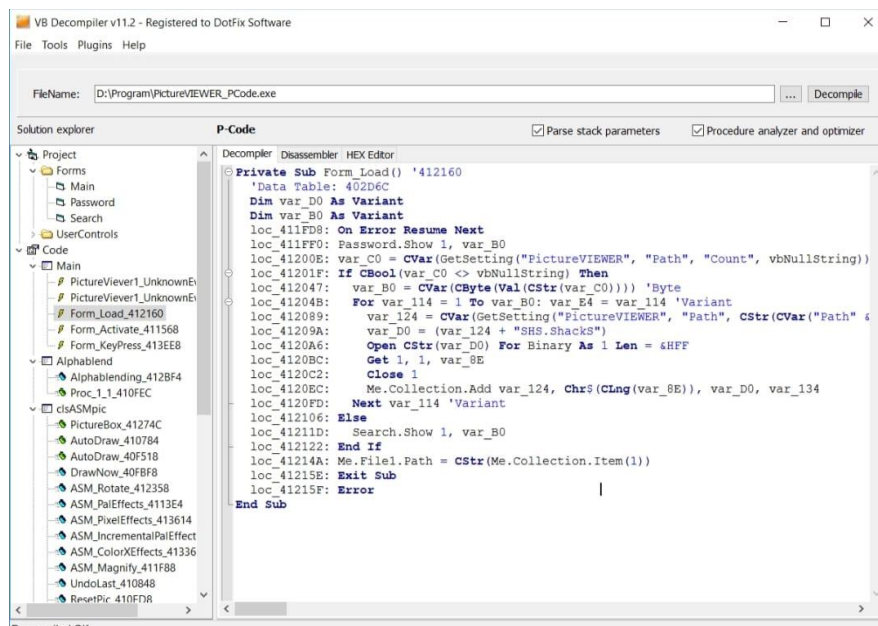 VB Decompiler v11.2 - Registered to DotFix Software
File Tools Plugins Help
FileName: D:\Program\PictureVIEWER_PCode.exe ... Decompile
Solution explorer
P-Code
Parse stack parameters
Procedure analyzer and optimizer
Project
Forms
Main
Password
Search
UserControls
Code
Main
PictureViever1_UnknownEv
PictureViever1_UnknownEv
Form_Load_412160
Form_Activate_411568
Form_KeyPress_413EE8
Alphablend
Alphablending_412BF4
Proc_1_1_410FEC
clsASMpic
PictureBox_41274C
AutoDraw_410784
AutoDraw_40F518
DrawNow_40FBF8
ASM_Rotate_412358
ASM_PalEffects_4113E4
ASM_PixelEffects_413614
ASM_IncrementalPalEffect
ASM_ColorXEffects_41336
ASM_Magnify_411F88
UndoLast_410848
ResetPic_410FD8
Decompiler Disassembler HEX Editor
Private Sub Form_Load() '412160
'Data Table: 402D6C
Dim var_D0 As Variant
Dim var_B0 As Variant
loc_411FD8: On Error Resume Next
loc_411FF0: Password.Show 1, var_B0
loc_41200E: var_C0 = CVar(GetSetting("PictureVIEWER", "Path", "Count", vbNullString))
loc_41201F: If CBool(var_C0 <> vbNullString) Then
loc_412047: var_B0 = CVar(CByte(Val(CStr(var_C0)))) 'Byte
loc_41204B: For var_114 = 1 To var_B0: var_E4 = var_114 'Variant
loc_412089: var_124 = CVar(GetSetting("PictureVIEWER", "Path", CStr(CVar("Path" &
loc_41209A: var_D0 = (var_124 + "SHS.ShackS")
loc_4120A6: Open CStr(var_D0) For Binary As 1 Len = &HFF
loc_4120BC: Get 1, 1, var_8E
loc_4120C2: Close 1
loc_4120EC: Me.Collection.Add var_124, Chr$(CLng(var_8E)), var_D0, var_134
loc_4120FD: Next var_114 'Variant
loc_412106: Else
loc_41211D: Search.Show 1, var_B0
loc_412122: End If
loc_41214A: Me.File1.Path = CStr(Me.Collection.Item(1))
loc_41215E: Exit Sub
loc_41215F: Error
End Sub